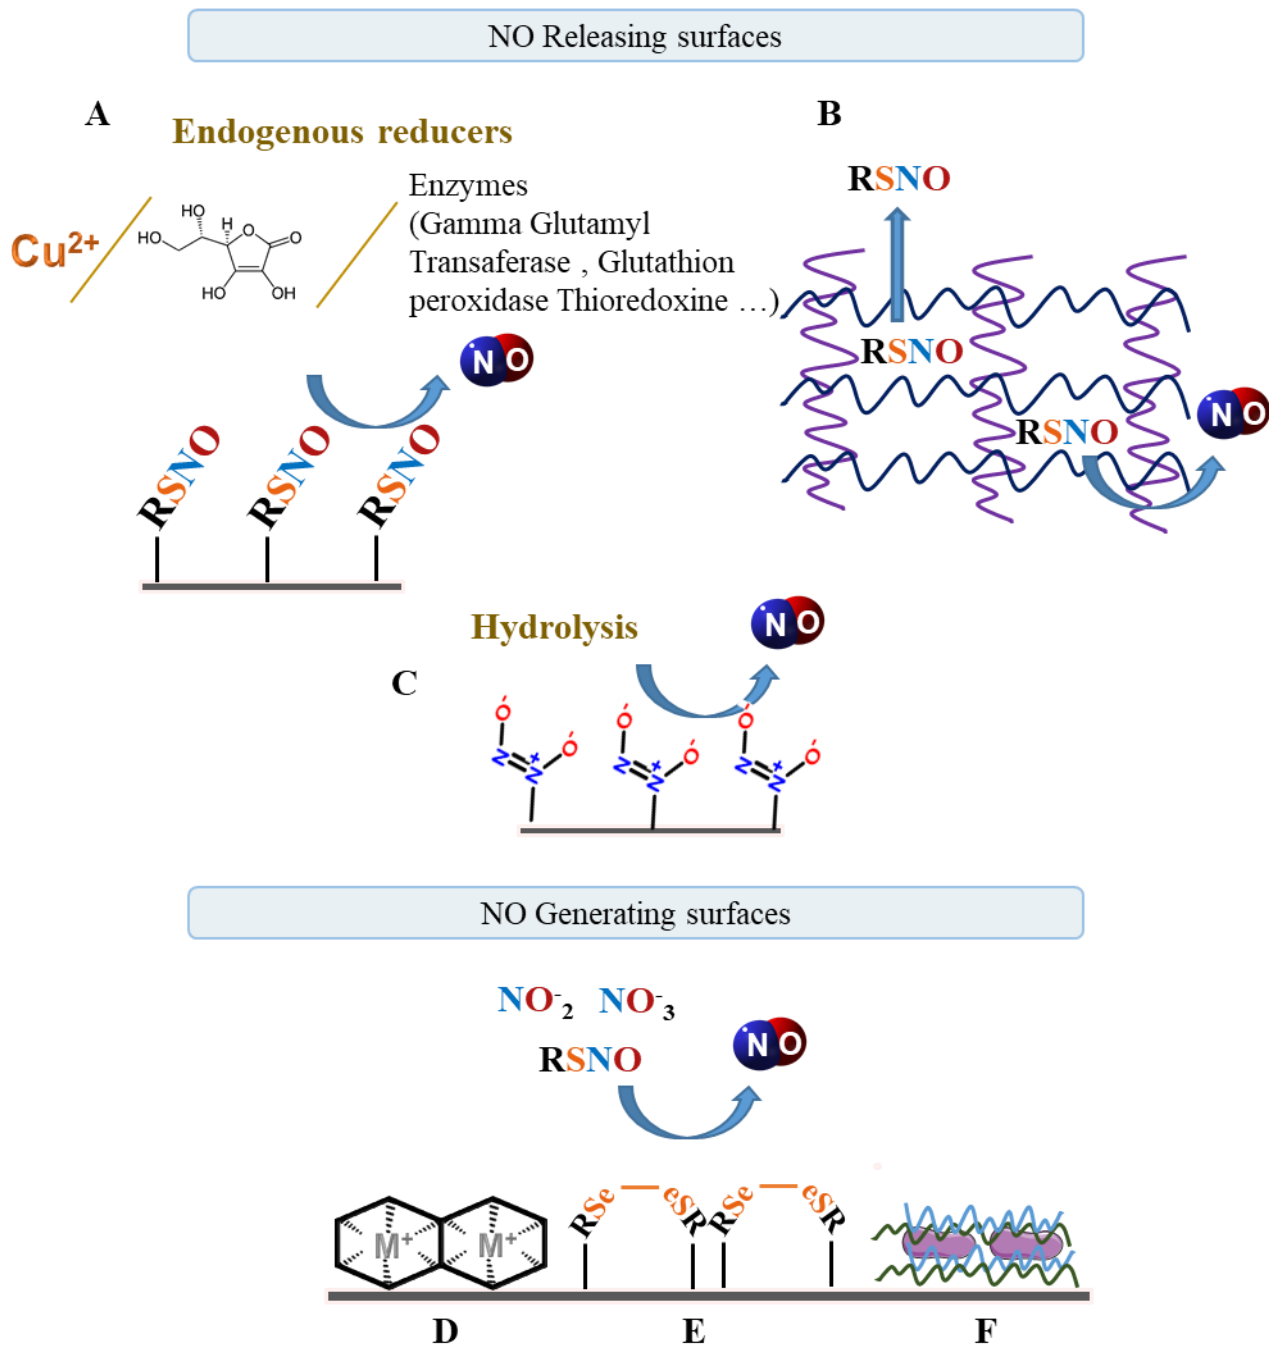 NO Releasing surfaces
A
B
Endogenous reducers
Enzymes
(Gamma Glutamyl
Transaferase , Glutathion
peroxidase Thioredoxine …)
Cu²⁺
HO
HO
H
O
O
HO
OH
NO
RSNO
RSNO
RSNO
RSNO
RSNO
RSNO
NO
Hydrolysis
NO
C
O⁻
N
N⁺
O⁻
O⁻
N
N⁺
O⁻
O⁻
N
N⁺
O⁻
NO Generating surfaces
NO⁻₂ NO⁻₃
RSNO
NO
M⁺
M⁺
RSe
eSR
RSe
eSR
D
E
F